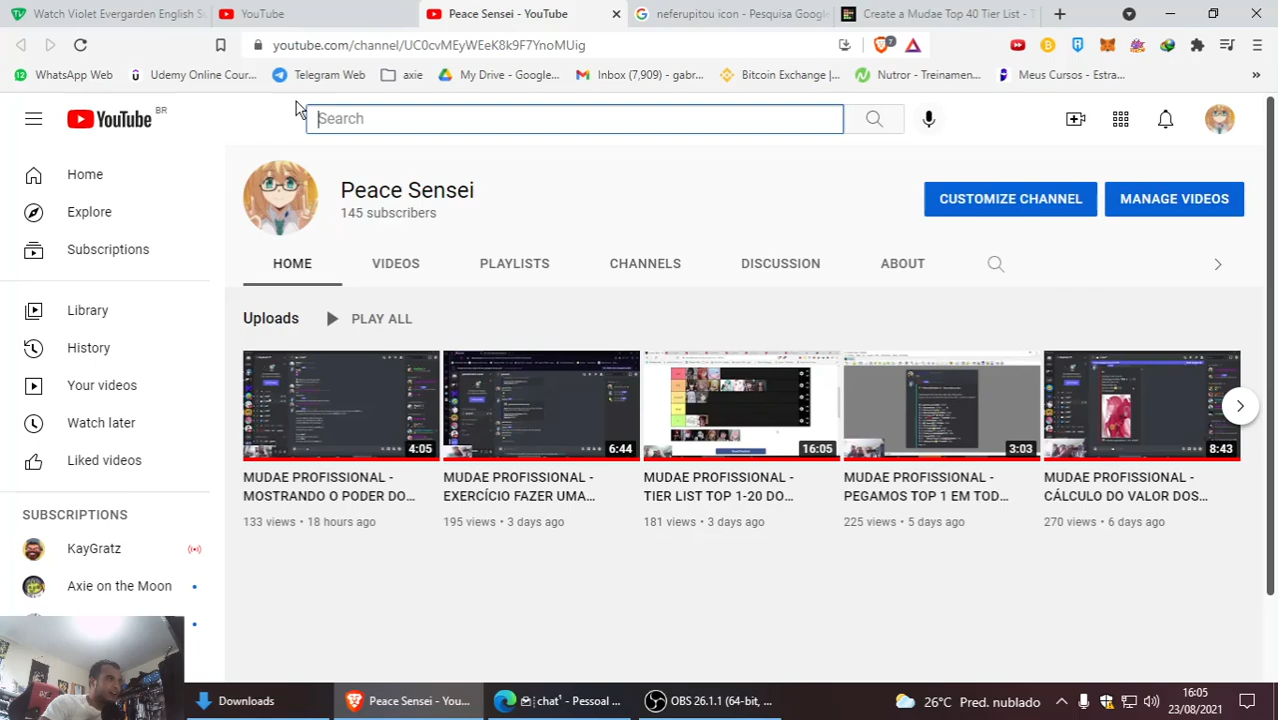 Watch Violet Evergarden English Su
YouTube
Peace Sensei - YouTube
neferupitou icon - Pesquisa Google
Create a Mudae Top 40 Tier List - T
youtube.com/channel/UC0cvMEyWEeK8k9F7YnoMUig
7
WhatsApp Web
Udemy Online Cour...
Telegram Web
axie
My Drive - Google...
Inbox (7,909) - gabr...
Bitcoin Exchange |...
Nutror - Treinamen...
Meus Cursos - Estra...
YouTube BR
Search
Home
Explore
Subscriptions
Library
History
Your videos
Watch later
Liked videos
SUBSCRIPTIONS
KayGratz
Axie on the Moon
Peace Sensei
145 subscribers
CUSTOMIZE CHANNEL
MANAGE VIDEOS
HOME
VIDEOS
PLAYLISTS
CHANNELS
DISCUSSION
ABOUT
Uploads
PLAY ALL
4:05
6:44
16:05
3:03
8:43
MUDAE PROFISSIONAL -
MOSTRANDO O PODER DO...
133 views • 18 hours ago
MUDAE PROFISSIONAL -
EXERCÍCIO FAZER UMA...
195 views • 3 days ago
MUDAE PROFISSIONAL -
TIER LIST TOP 1-20 DO...
181 views • 3 days ago
MUDAE PROFISSIONAL -
PEGAMOS TOP 1 EM TOD...
225 views • 5 days ago
MUDAE PROFISSIONAL -
CÁLCULO DO VALOR DOS...
270 views • 6 days ago
Downloads
Peace Sensei - You...
chat¹ - Pessoal ...
OBS 26.1.1 (64-bit, ...
26°C Pred. nublado
16:05
23/08/2021